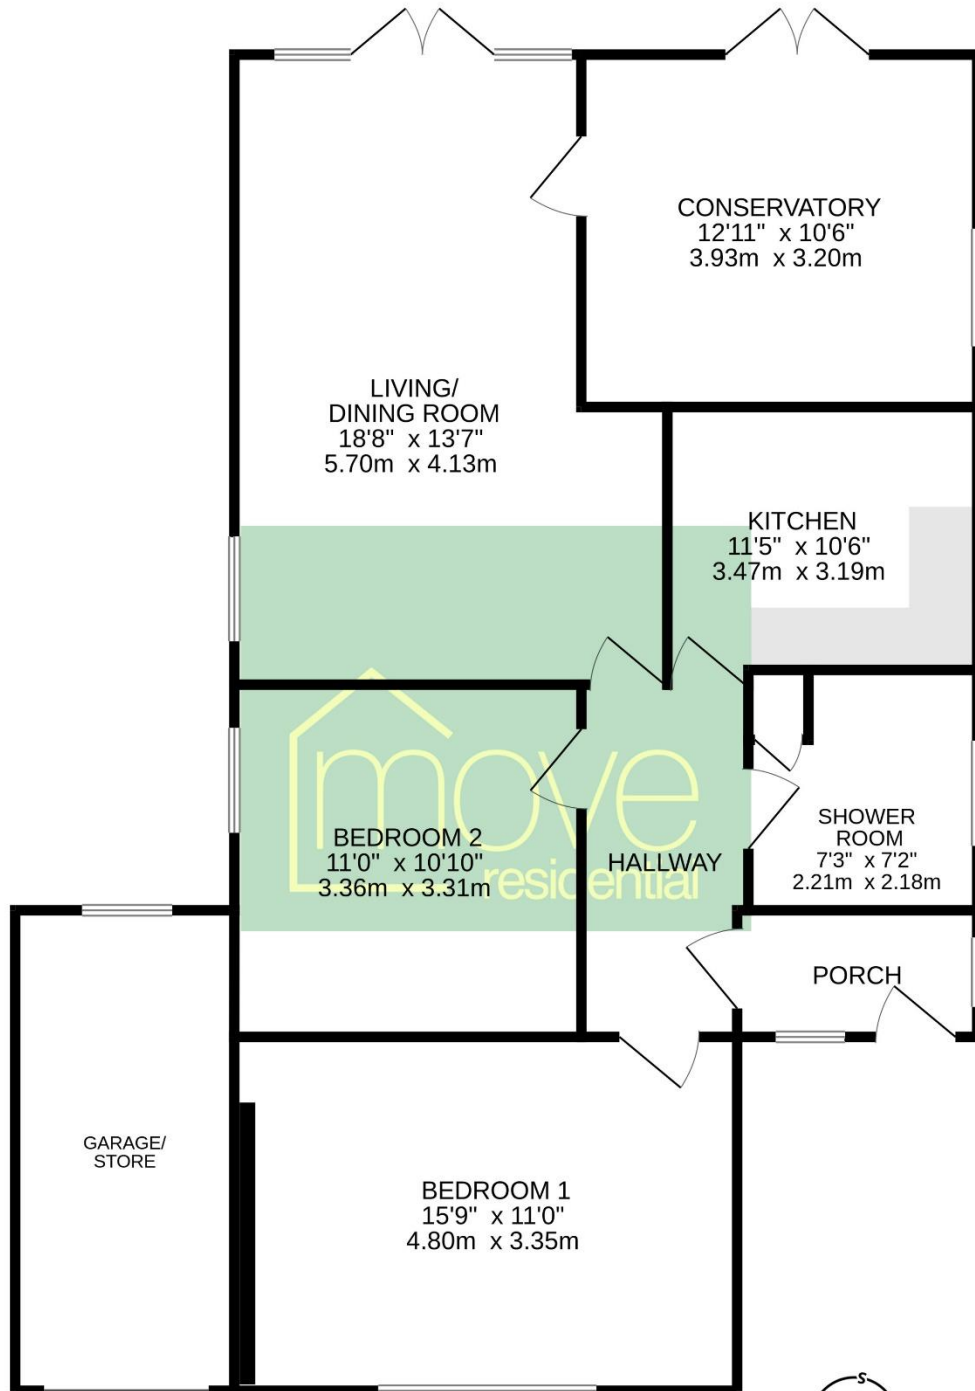 CONSERVATORY
12'11" x 10'6"
3.93m x 3.20m
LIVING/
DINING ROOM
18'8" x 13'7"
5.70m x 4.13m
KITCHEN
11'5" x 10'6"
3.47m x 3.19m
move
residential
BEDROOM 2
11'0" x 10'10"
3.36m x 3.31m
HALLWAY
SHOWER
ROOM
7'3" x 7'2"
2.21m x 2.18m
PORCH
GARAGE/
STORE
BEDROOM 1
15'9" x 11'0"
4.80m x 3.35m
S